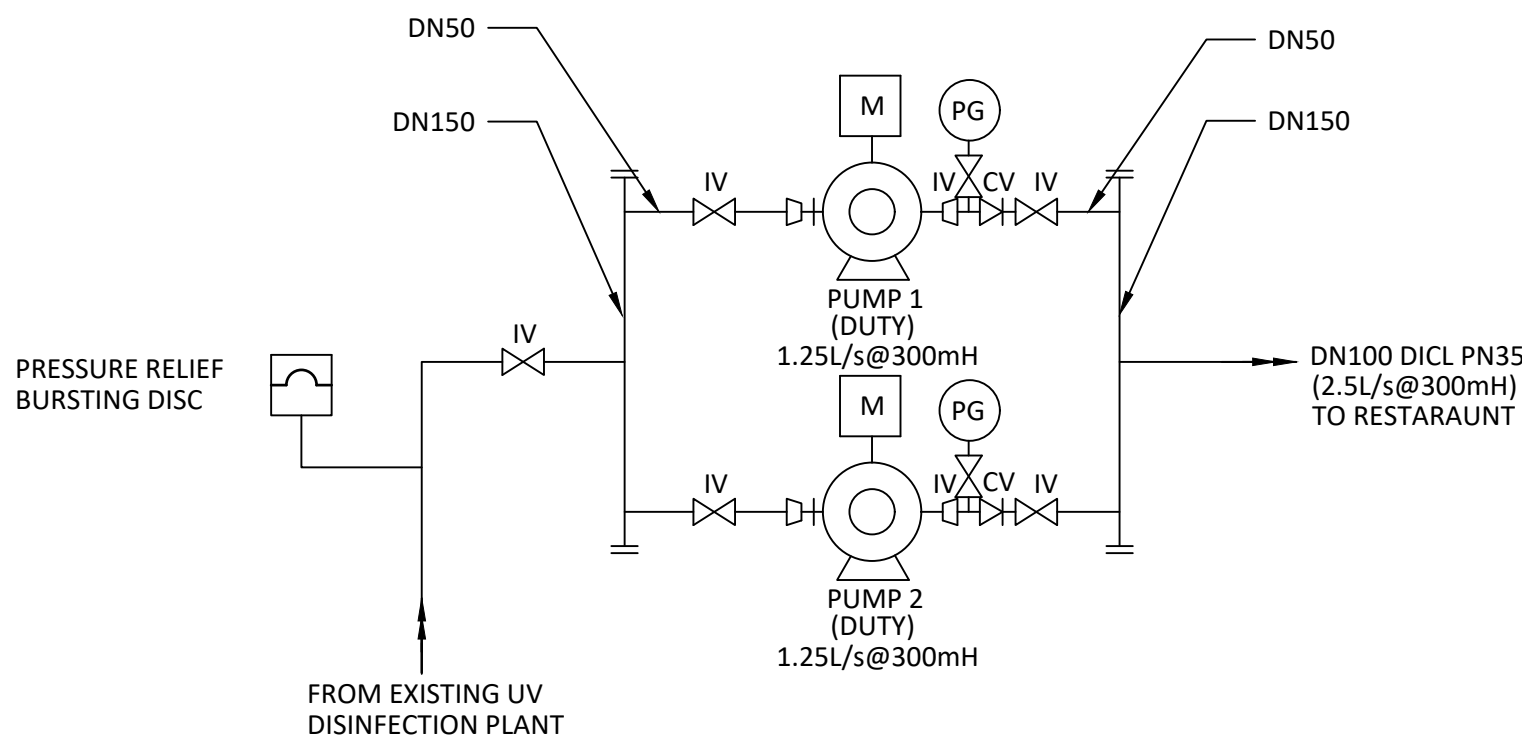 DN50
DN50
DN150
DN150
M
PG
IV
IV
CV
IV
PUMP 1
(DUTY)
1.25L/s@300mH
IV
PRESSURE RELIEF
BURSTING DISC
DN100 DICL PN35
(2.5L/s@300mH)
TO RESTARAUNT
M
PG
IV
IV
CV
IV
PUMP 2
(DUTY)
1.25L/s@300mH
FROM EXISTING UV
DISINFECTION PLANT